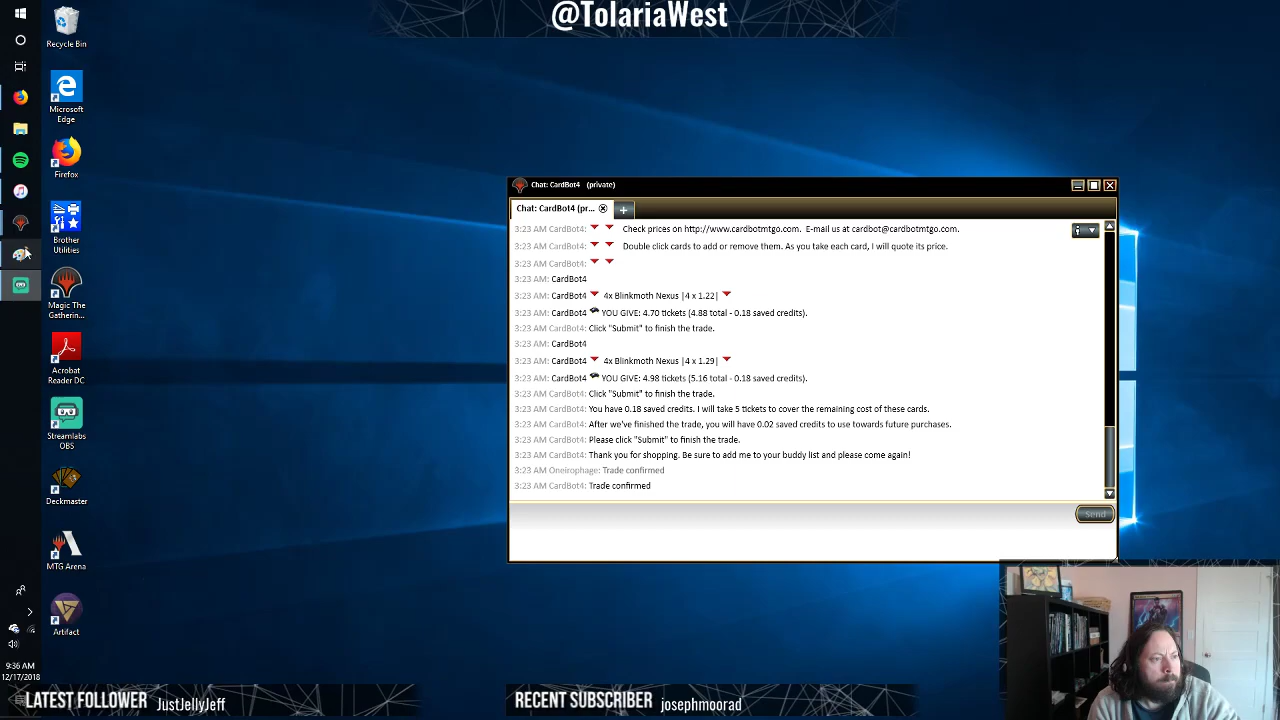 @TolariaWest
Recycle Bin
Microsoft
Edge
Firefox
Brother
Utilities
Magic The
Gatherin...
Acrobat
Reader DC
Streamlabs
OBS
Deckmaster
MTG Arena
Artifact
9:36 AM
12/17/2018
Chat: CardBot4 (private)
Chat: CardBot4 (pr...
3:23 AM CardBot4: Check prices on http://www.cardbotmtgo.com. E-mail us at cardbot@cardbotmtgo.com.
3:23 AM CardBot4: Double click cards to add or remove them. As you take each card, I will quote its price.
3:23 AM CardBot4:
3:23 AM: CardBot4
3:23 AM: CardBot4 4x Blinkmoth Nexus |4 x 1.22|
3:23 AM: CardBot4 YOU GIVE: 4.70 tickets (4.88 total - 0.18 saved credits).
3:23 AM CardBot4: Click "Submit" to finish the trade.
3:23 AM: CardBot4
3:23 AM: CardBot4 4x Blinkmoth Nexus |4 x 1.29|
3:23 AM: CardBot4 YOU GIVE: 4.98 tickets (5.16 total - 0.18 saved credits).
3:23 AM CardBot4: Click "Submit" to finish the trade.
3:23 AM CardBot4: You have 0.18 saved credits. I will take 5 tickets to cover the remaining cost of these cards.
3:23 AM CardBot4: After we've finished the trade, you will have 0.02 saved credits to use towards future purchases.
3:23 AM CardBot4: Please click "Submit" to finish the trade.
3:23 AM CardBot4: Thank you for shopping. Be sure to add me to your buddy list and please come again!
3:23 AM Oneirophage: Trade confirmed
3:23 AM CardBot4: Trade confirmed
Send
LATEST FOLLOWER JustJellyJeff
RECENT SUBSCRIBER josephmoorad